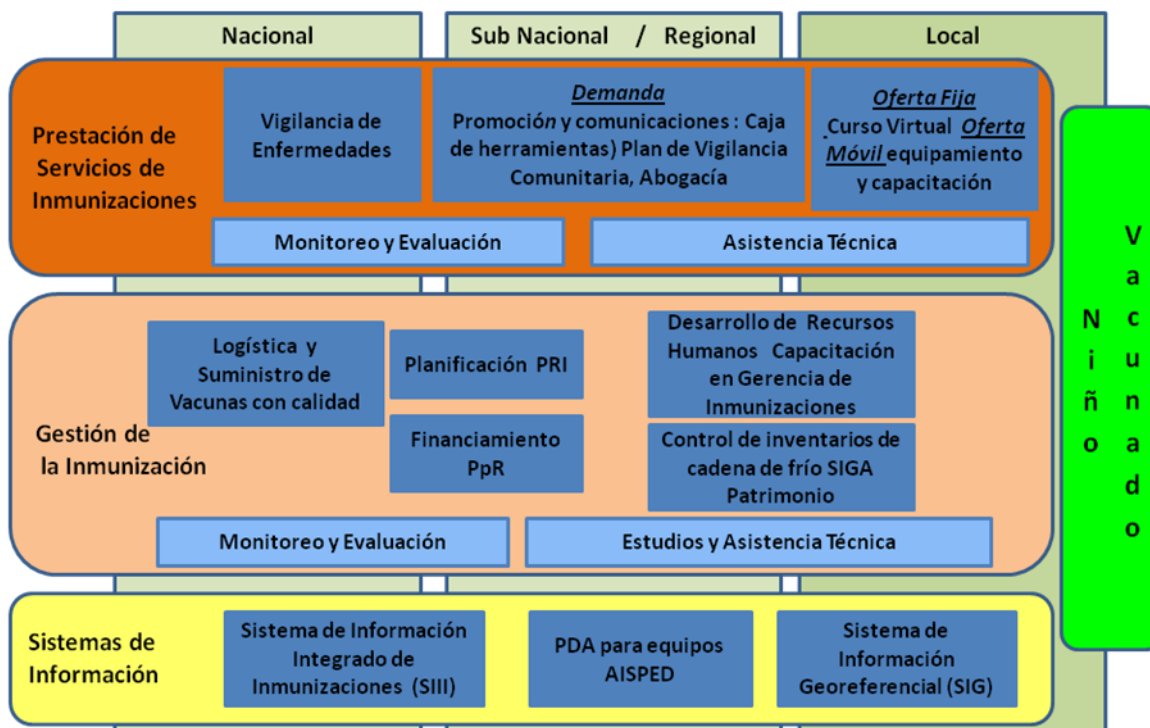 Nacional
Sub Nacional / Regional
Local
Prestación de
Servicios de
Inmunizaciones
Vigilancia de
Enfermedades
Demanda
Promoción y comunicaciones : Caja
de herramientas) Plan de Vigilancia
Comunitaria, Abogacía
Oferta Fija
Curso Virtual Oferta
Móvil equipamiento
y capacitación
Monitoreo y Evaluación
Asistencia Técnica
Gestión de
la Inmunización
Logística y
Suministro de
Vacunas con calidad
Planificación PRI
Financiamiento
PpR
Desarrollo de Recursos
Humanos Capacitación
en Gerencia de
Inmunizaciones
Control de inventarios de
cadena de frío SIGA
Patrimonio
Monitoreo y Evaluación
Estudios y Asistencia Técnica
Sistemas de
Información
Sistema de Información
Integrado de
Inmunizaciones (SIII)
PDA para equipos
AISPED
Sistema de
Información
Georeferencial (SIG)
Niño
Vacunado